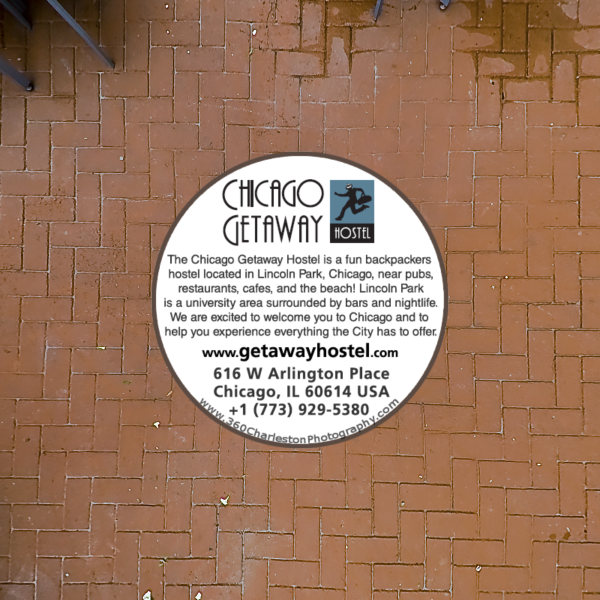 CHICAGO
GETAWAY
HOSTEL
The Chicago Getaway Hostel is a fun backpackers
hostel located in Lincoln Park, Chicago, near pubs,
restaurants, cafes, and the beach! Lincoln Park
is a university area surrounded by bars and nightlife.
We are excited to welcome you to Chicago and to
help you experience everything the City has to offer.
www.getawayhostel.com
616 W Arlington Place
Chicago, IL 60614 USA
+1 (773) 929-5380
www.360CharlestonPhotography.com